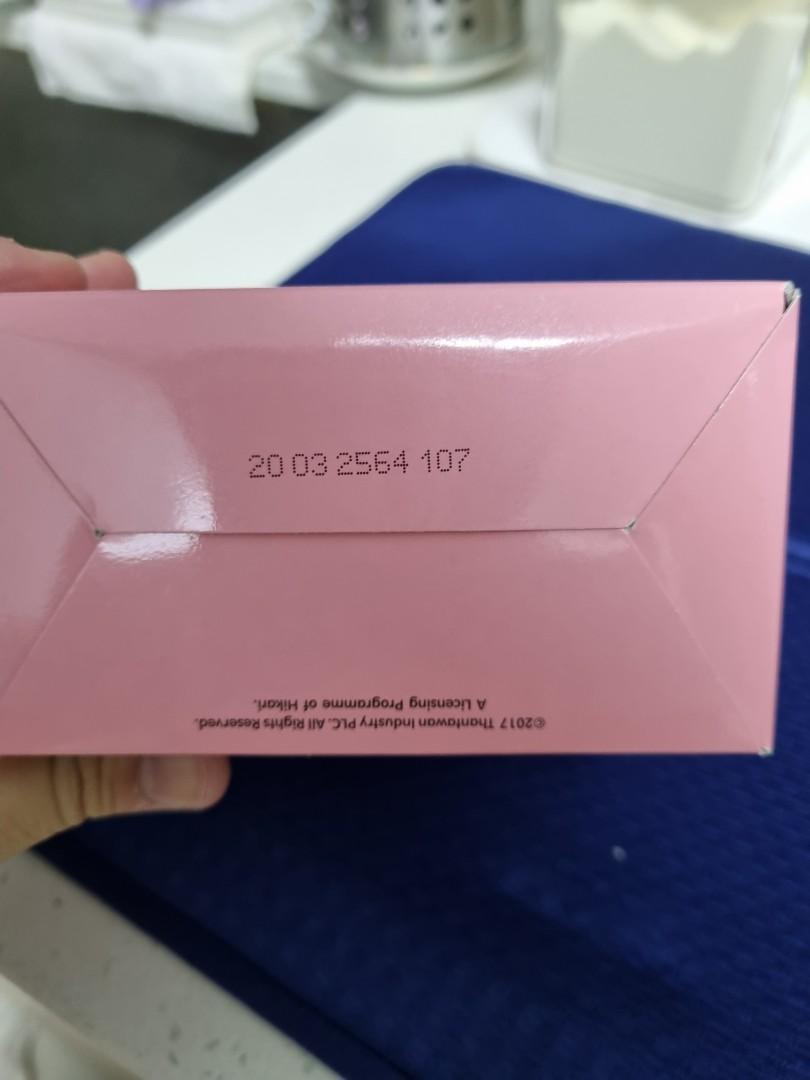 20 03 2564 107
©2017 Thantawan Industry PLC. All Rights Reserved.
A Licensing Programme of Hikari.